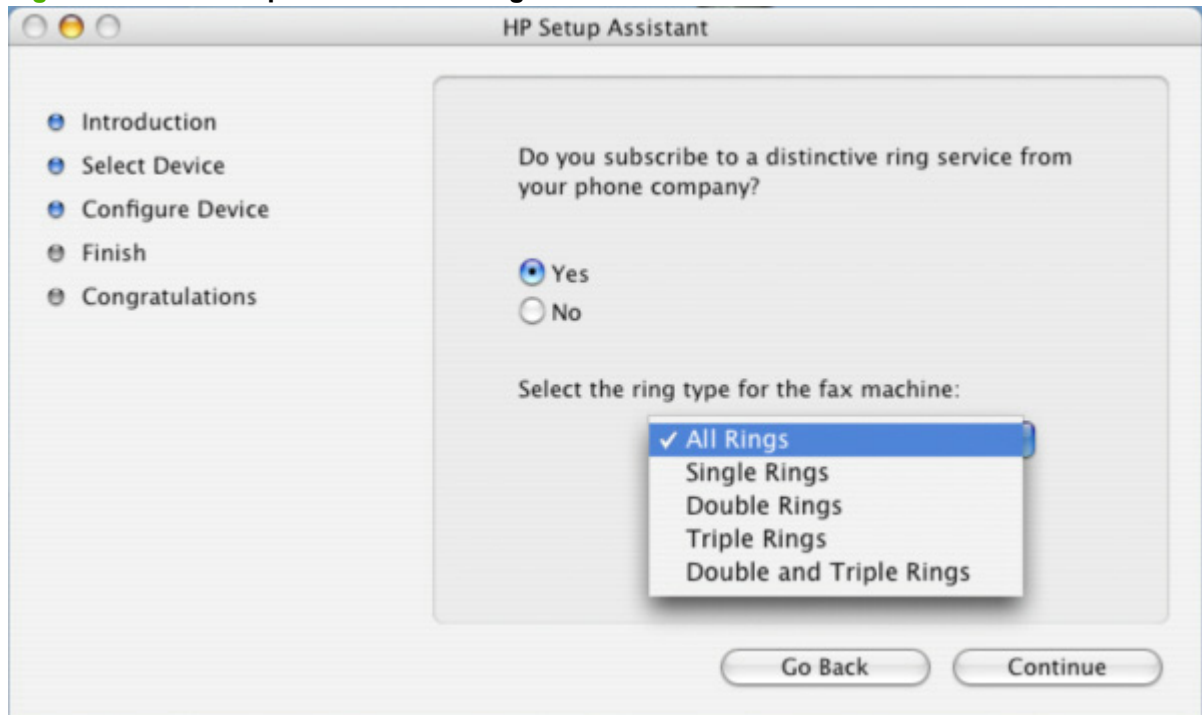 HP Setup Assistant
Introduction
Select Device
Configure Device
Finish
Congratulations
Do you subscribe to a distinctive ring service from
your phone company?
Yes
No
Select the ring type for the fax machine:
✓ All Rings
Single Rings
Double Rings
Triple Rings
Double and Triple Rings
Go Back
Continue